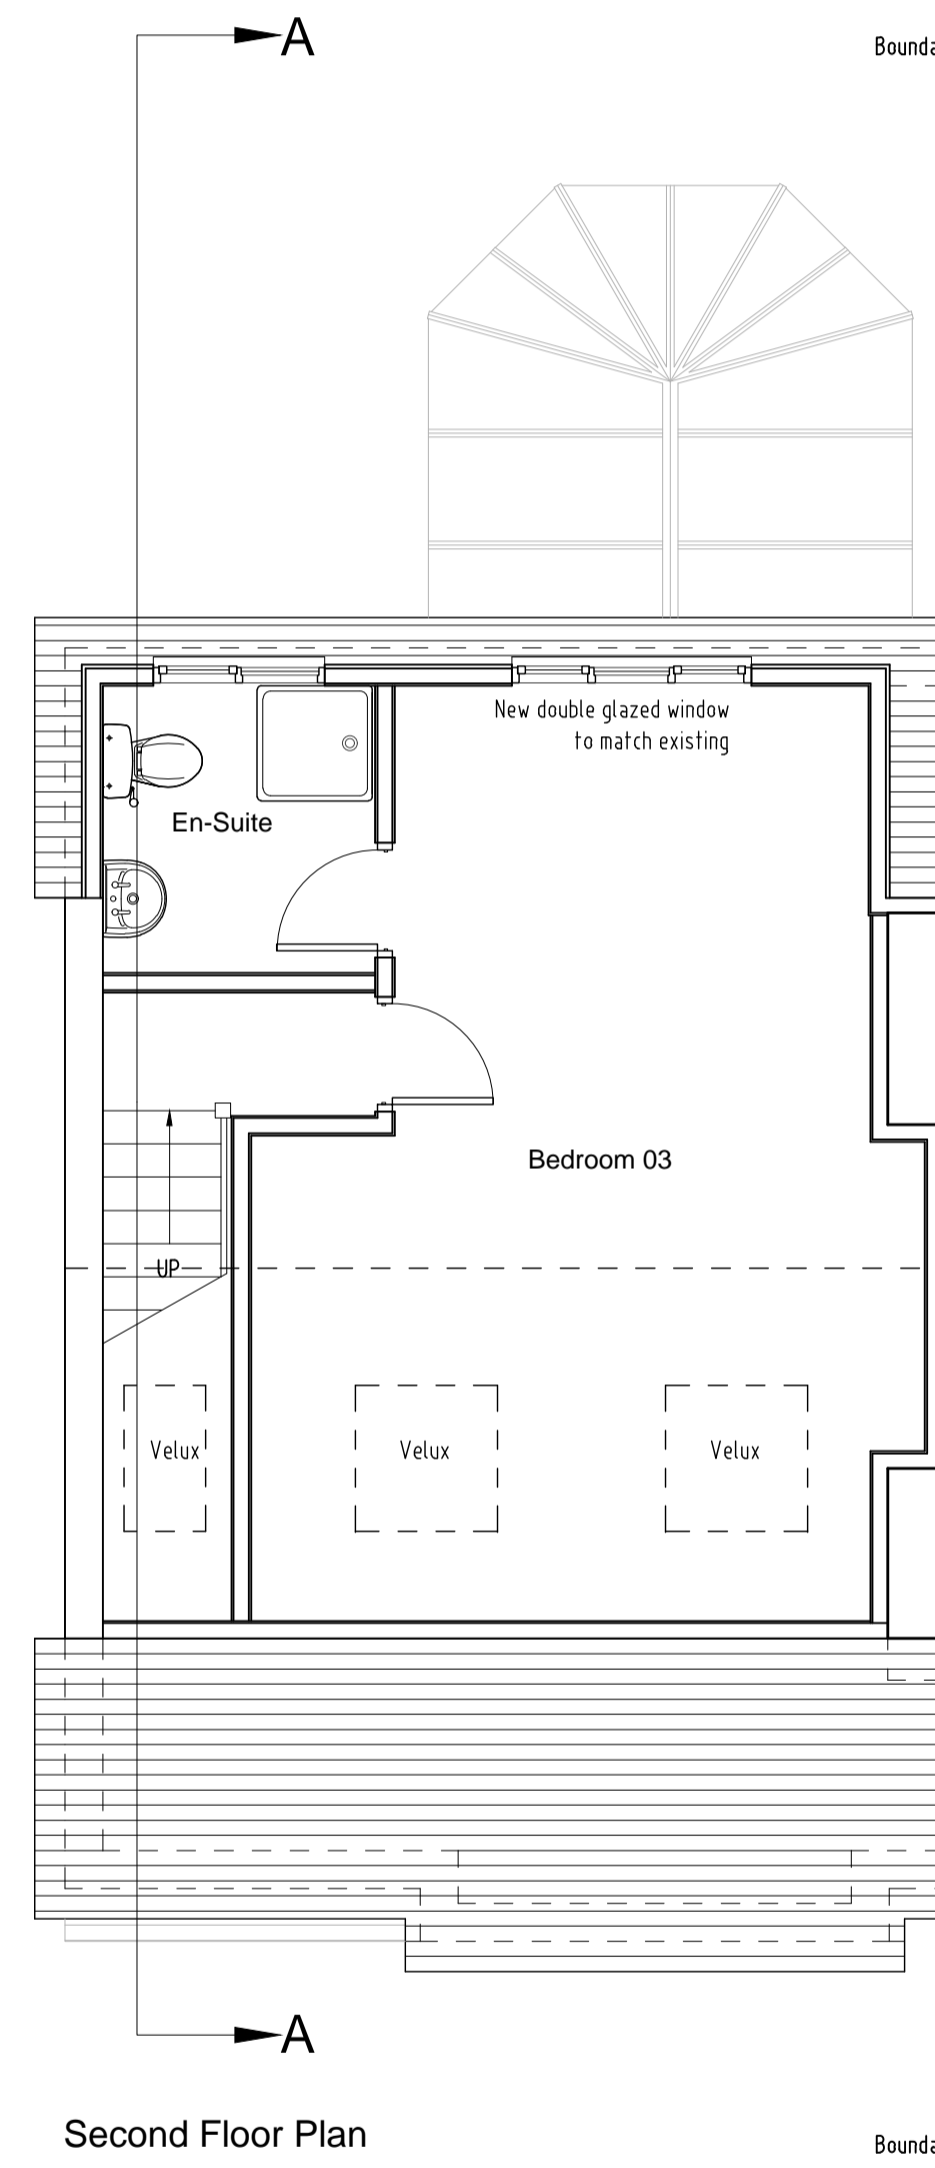 A
Bounda
New double glazed window
to match existing
En-Suite
Bedroom 03
UP
Velux
Velux
Velux
A
Second Floor Plan
Bounda